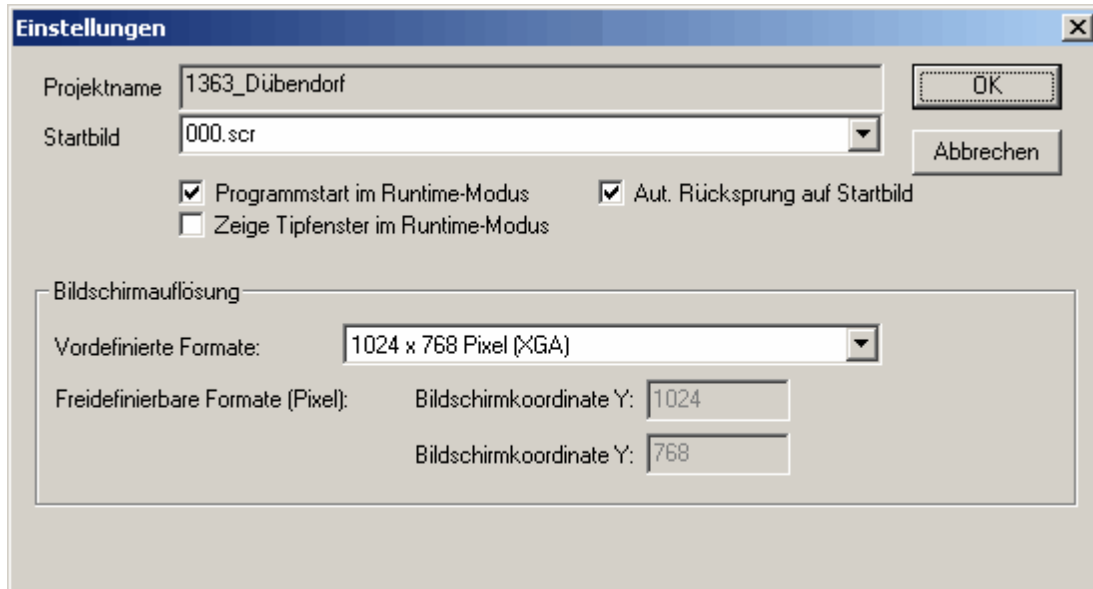 Einstellungen
Projektname 1363_Dübendorf OK
Startbild 000.scr Abbrechen
Programmstart im Runtime-Modus Aut. Rücksprung auf Startbild
Zeige Tipfenster im Runtime-Modus
Bildschirmauflösung
Vordefinierte Formate: 1024 x 768 Pixel (XGA)
Freidefinierbare Formate (Pixel): Bildschirmkoordinate Y: 1024
Bildschirmkoordinate Y: 768